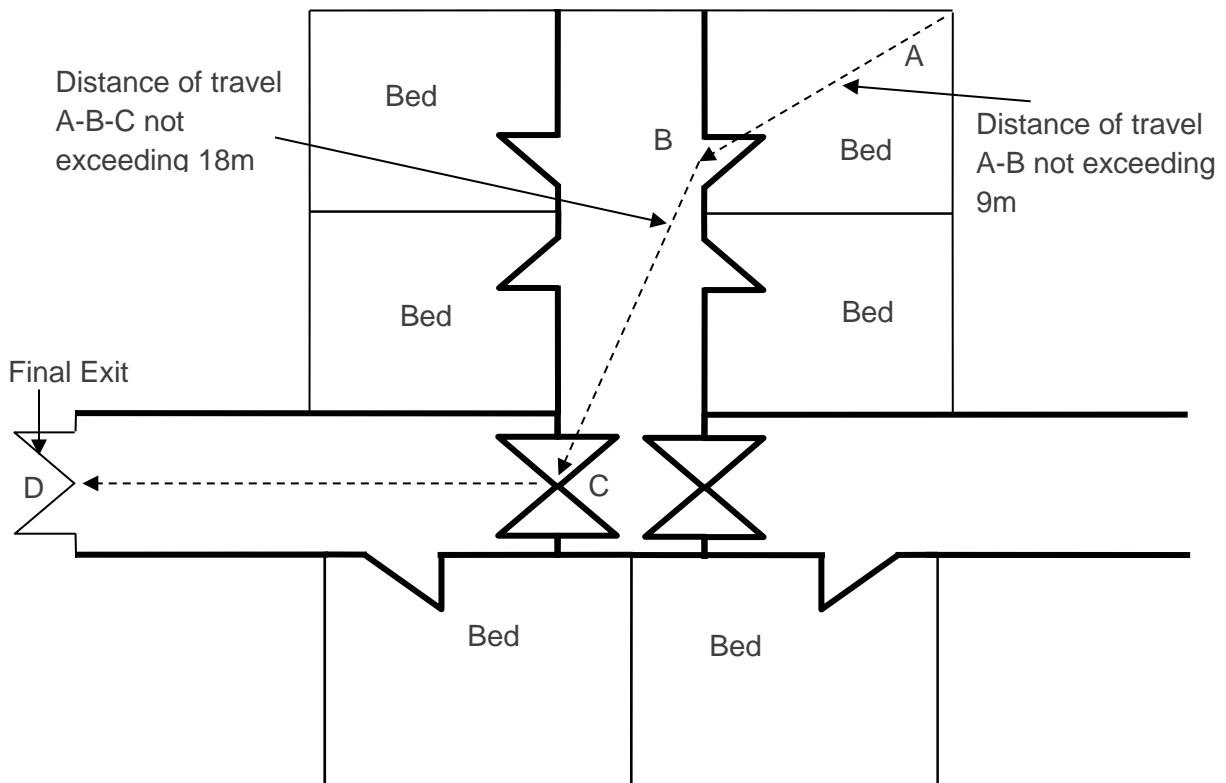 Distance of travel
A-B-C not
exceeding 18m
Bed
B
A
Bed
Distance of travel
A-B not exceeding
9m
Bed
Bed
Final Exit
D
C
Bed
Bed